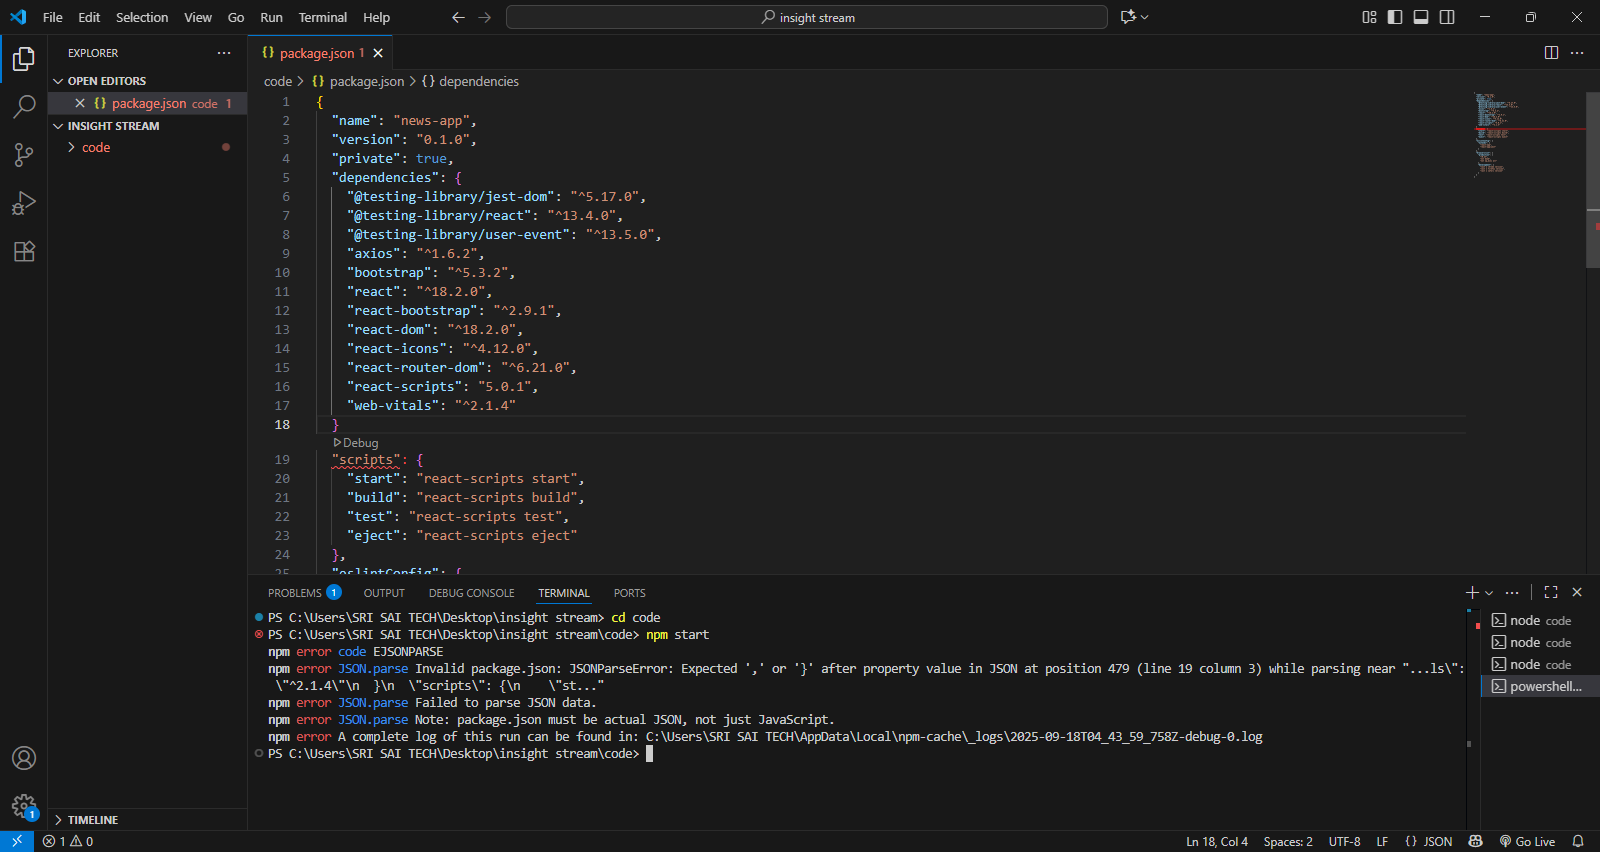 File Edit Selection View Go Run Terminal Help
insight stream
EXPLORER
OPEN EDITORS
package.json code 1
INSIGHT STREAM
code
TIMELINE
package.json 1
code > package.json > dependencies
1 {
2 "name": "news-app",
3 "version": "0.1.0",
4 "private": true,
5 "dependencies": {
6 "@testing-library/jest-dom": "^5.17.0",
7 "@testing-library/react": "^13.4.0",
8 "@testing-library/user-event": "^13.5.0",
9 "axios": "^1.6.2",
10 "bootstrap": "^5.3.2",
11 "react": "^18.2.0",
12 "react-bootstrap": "^2.9.1",
13 "react-dom": "^18.2.0",
14 "react-icons": "^4.12.0",
15 "react-router-dom": "^6.21.0",
16 "react-scripts": "5.0.1",
17 "web-vitals": "^2.1.4"
18 }
Debug
19 "scripts": {
20 "start": "react-scripts start",
21 "build": "react-scripts build",
22 "test": "react-scripts test",
23 "eject": "react-scripts eject"
24 },
25 "eslintConfig": {
PROBLEMS 1 OUTPUT DEBUG CONSOLE TERMINAL PORTS
PS C:\Users\SRI SAI TECH\Desktop\insight stream> cd code
PS C:\Users\SRI SAI TECH\Desktop\insight stream\code> npm start
npm error code EJSONPARSE
npm error JSON.parse Invalid package.json: JSONParseError: Expected ',' or '}' after property value in JSON at position 479 (line 19 column 3) while parsing near "...ls\":
\"^2.1.4\"\n  }\n  \"scripts\": {\n    \"st..."
npm error JSON.parse Failed to parse JSON data.
npm error JSON.parse Note: package.json must be actual JSON, not just JavaScript.
npm error A complete log of this run can be found in: C:\Users\SRI SAI TECH\AppData\Local\npm-cache\_logs\2025-09-18T04_43_59_758Z-debug-0.log
PS C:\Users\SRI SAI TECH\Desktop\insight stream\code>
node code
node code
node code
powershell...
1
1 0
Ln 18, Col 4 Spaces: 2 UTF-8 LF {} JSON Go Live